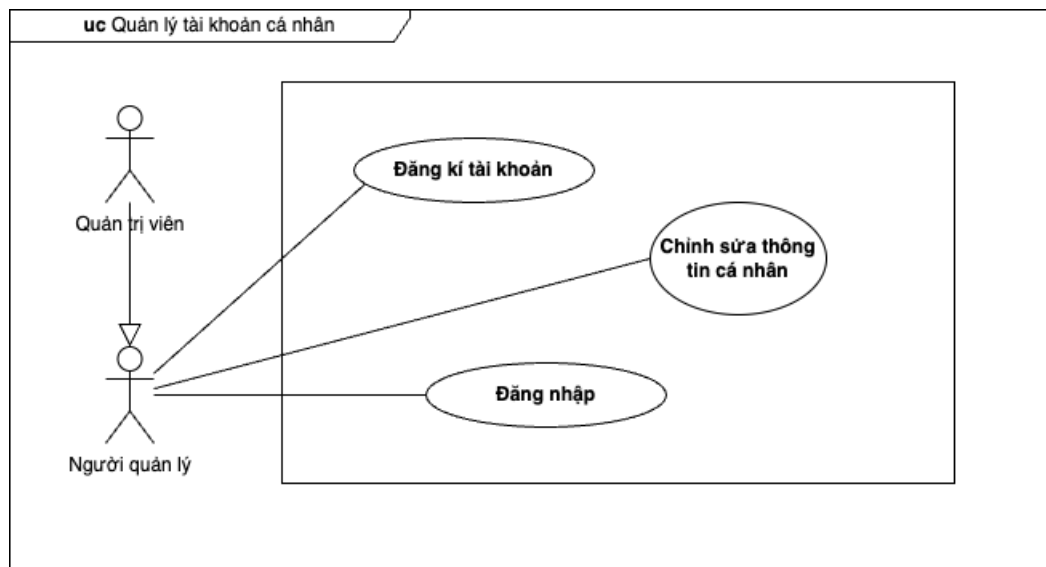 uc Quản lý tài khoản cá nhân
Đăng kí tài khoản
Quản trị viên
Chỉnh sửa thông
tin cá nhân
Đăng nhập
Người quản lý